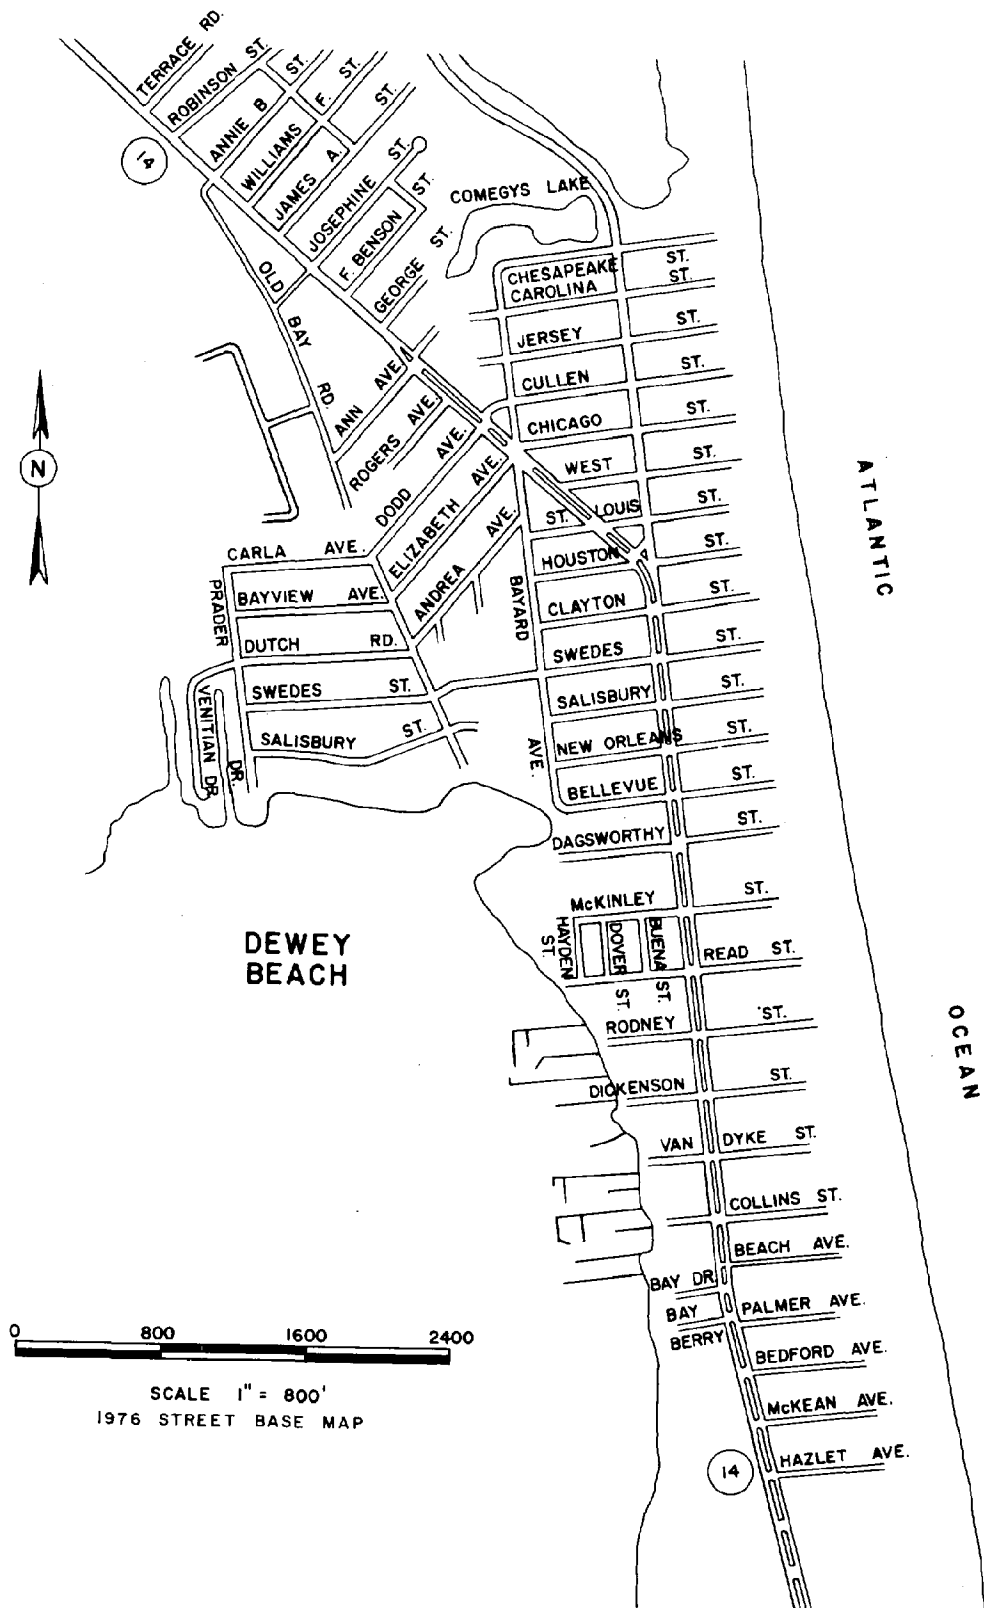 TERRACE RD.
ROBINSON ST.
ANNIE B ST.
WILLIAMS F. ST.
JAMES A. ST.
JOSEPHINE ST.
F. BENSON ST.
GEORGE ST.
14
COMEGYS LAKE
CHESAPEAKE ST.
CAROLINA ST.
JERSEY ST.
CULLEN ST.
CHICAGO ST.
WEST ST.
ST. LOUIS ST.
HOUSTON ST.
CLAYTON ST.
SWEDES ST.
SALISBURY ST.
NEW ORLEANS ST.
BELLEVUE ST.
DAGSWORTHY ST.
McKINLEY ST.
HAYDEN ST.
DOVER ST.
BUENA ST.
READ ST.
RODNEY ST.
DICKENSON ST.
VAN DYKE ST.
COLLINS ST.
BEACH AVE.
BAY DR.
PALMER AVE.
BAY BERRY
BEDFORD AVE.
McKEAN AVE.
HAZLET AVE.
14
OLD BAY RD.
ANN AVE.
ROGERS AVE.
DODD AVE.
ELIZABETH AVE.
ANDREA AVE.
BAYARD AVE.
CARLA AVE.
BAYVIEW AVE.
DUTCH RD.
SWEDES ST.
SALISBURY ST.
PRADER DR.
VENITIAN DR.
N
ATLANTIC OCEAN
DEWEY
BEACH
0 800 1600 2400
SCALE 1" = 800'
1976 STREET BASE MAP